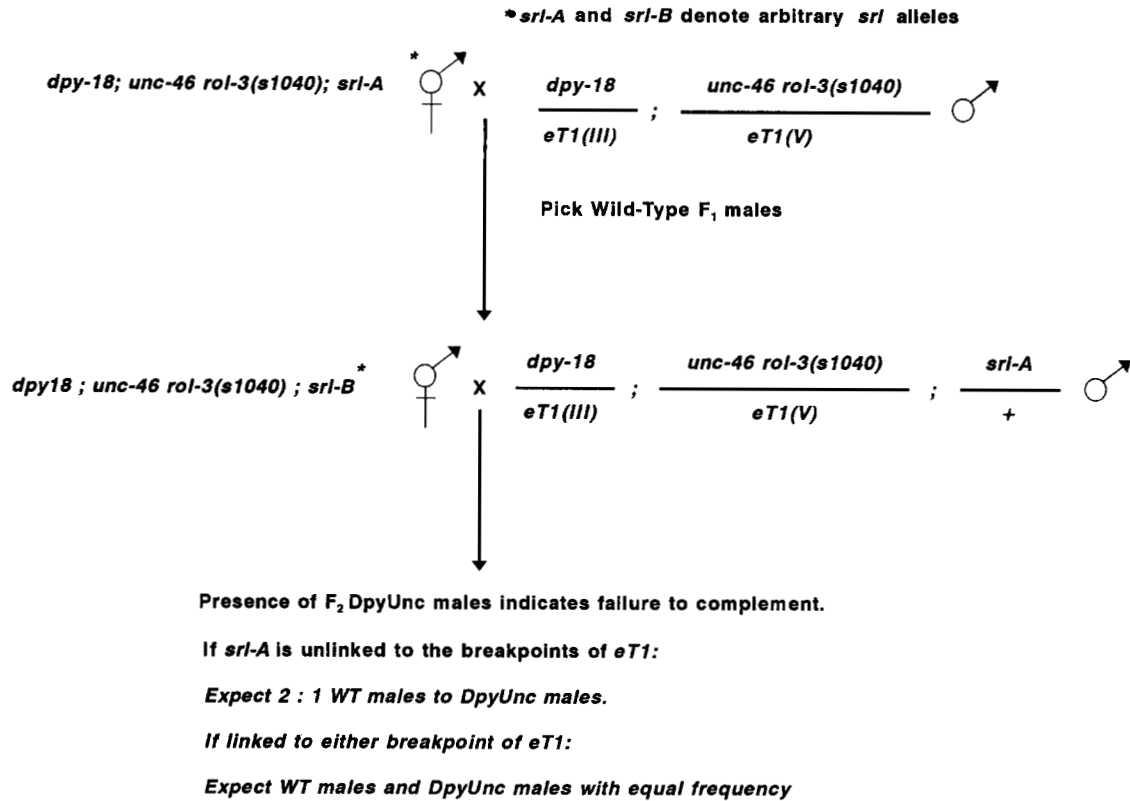 *srl-A and srl-B denote arbitrary srl alleles
dpy-18; unc-46 rol-3(s1040); srl-A * X dpy-18 / eT1(III) ; unc-46 rol-3(s1040) / eT1(V)
Pick Wild-Type F1 males
dpy18 ; unc-46 rol-3(s1040) ; srl-B* X dpy-18 / eT1(III) ; unc-46 rol-3(s1040) / eT1(V) ; srl-A / +
Presence of F2 DpyUnc males indicates failure to complement.
If srl-A is unlinked to the breakpoints of eT1:
Expect 2 : 1 WT males to DpyUnc males.
If linked to either breakpoint of eT1:
Expect WT males and DpyUnc males with equal frequency